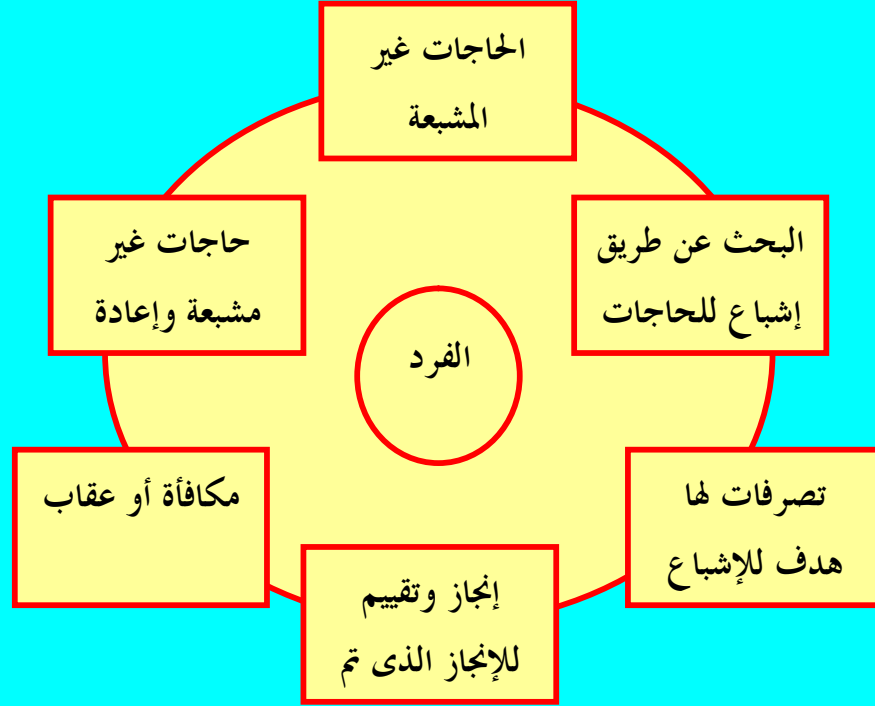 الحاجات غير
المشبعة
البحث عن طريق
إشباع للحاجات
تصرفات لها
هدف للإشباع
إنجاز وتقييم
للإنجاز الذى تم
مكافأة أو عقاب
حاجات غير
مشبعة وإعادة
الفرد